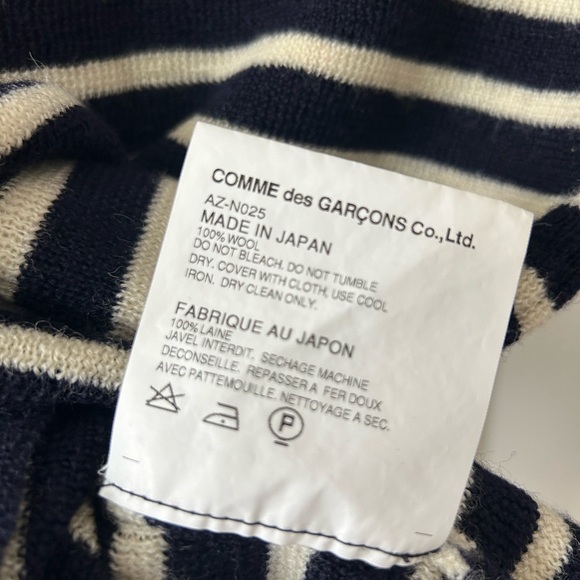 COMME des GARÇONS Co.,Ltd.
AZ-N025
MADE IN JAPAN
100% WOOL
DO NOT BLEACH. DO NOT TUMBLE
DRY. COVER WITH CLOTH, USE COOL
IRON. DRY CLEAN ONLY.
FABRIQUE AU JAPON
100% LAINE
JAVEL INTERDIT. SECHAGE MACHINE
DECONSEILLE. REPASSER A FER DOUX
AVEC PATTEMOUILLE. NETTOYAGE A SEC.
P